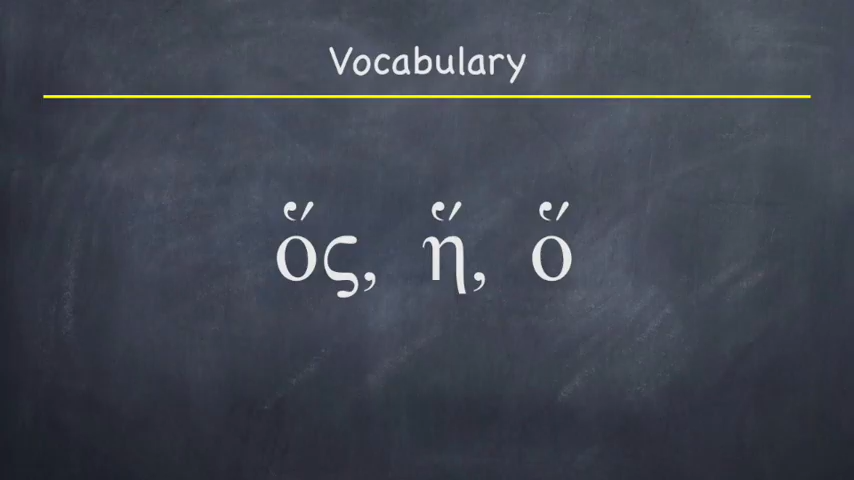 Vocabulary
ὅς, ἥ, ὅ